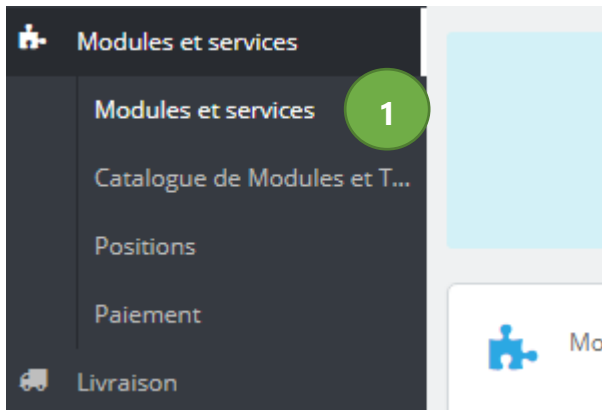 Modules et services
Modules et services 1
Catalogue de Modules et T...
Positions
Paiement
Livraison
Mo